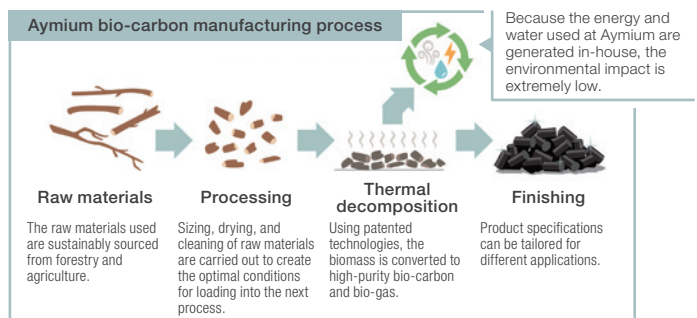 Aymium bio-carbon manufacturing process
Because the energy and
water used at Aymium are
generated in-house, the
environmental impact is
extremely low.
Raw materials
The raw materials used
are sustainably sourced
from forestry and
agriculture.
Processing
Sizing, drying, and
cleaning of raw materials
are carried out to create
the optimal conditions
for loading into the next
process.
Thermal
decomposition
Using patented
technologies, the
biomass is converted to
high-purity bio-carbon
and bio-gas.
Finishing
Product specifications
can be tailored for
different applications.